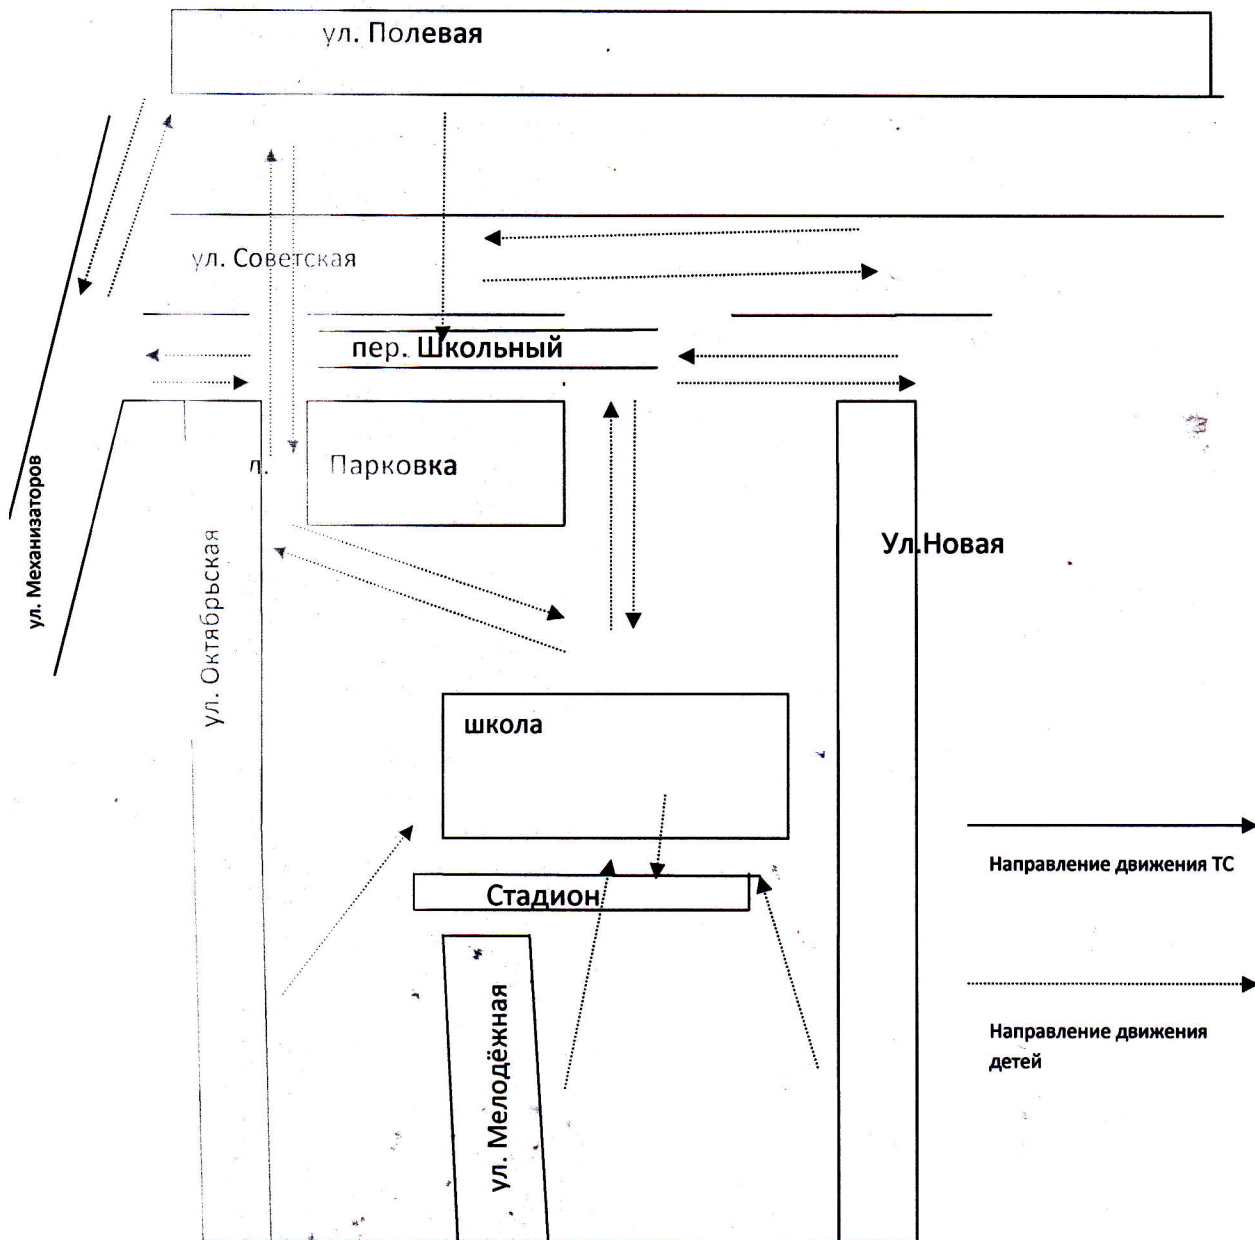 ул. Полевая
ул. Советская
пер. Школьный
л.
Парковка
ул. Механизаторов
ул. Октябрьская
Ул.Новая
школа
Направление движения ТС
Стадион
ул. Мелодёжная
Направление движения
детей